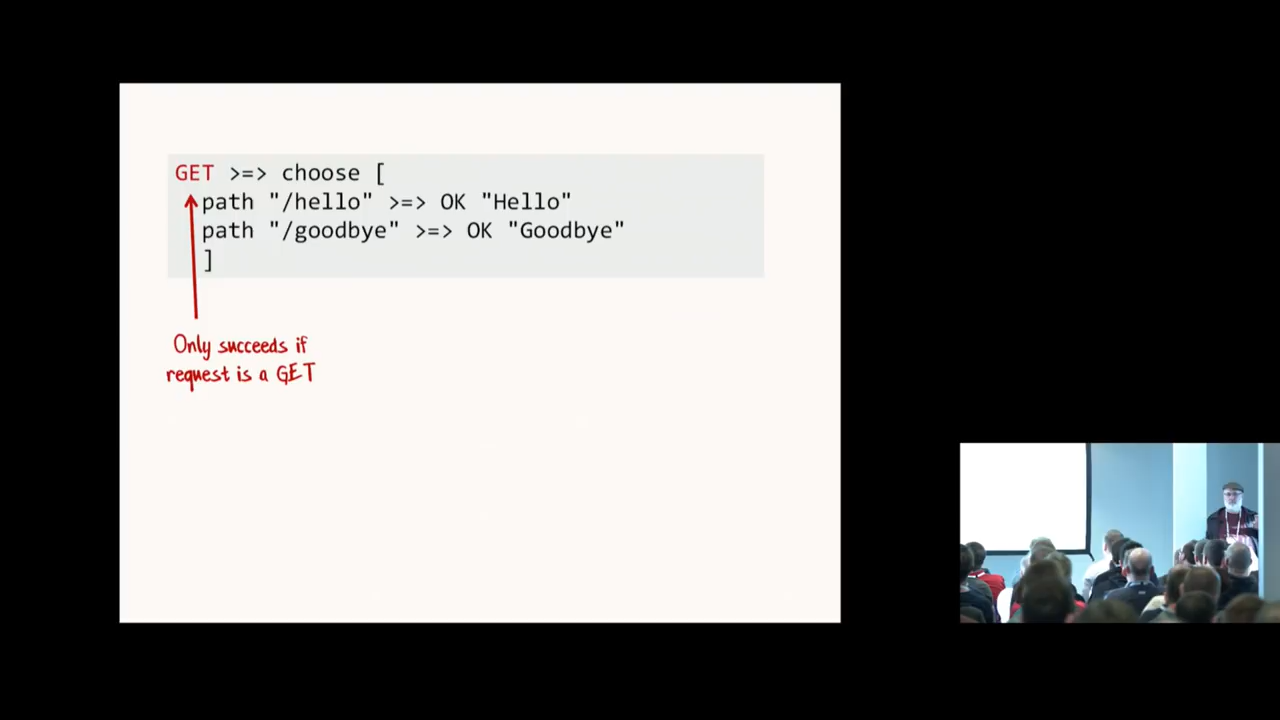 GET >=> choose [
path "/hello" >=> OK "Hello"
path "/goodbye" >=> OK "Goodbye"
]
Only succeeds if
request is a GET